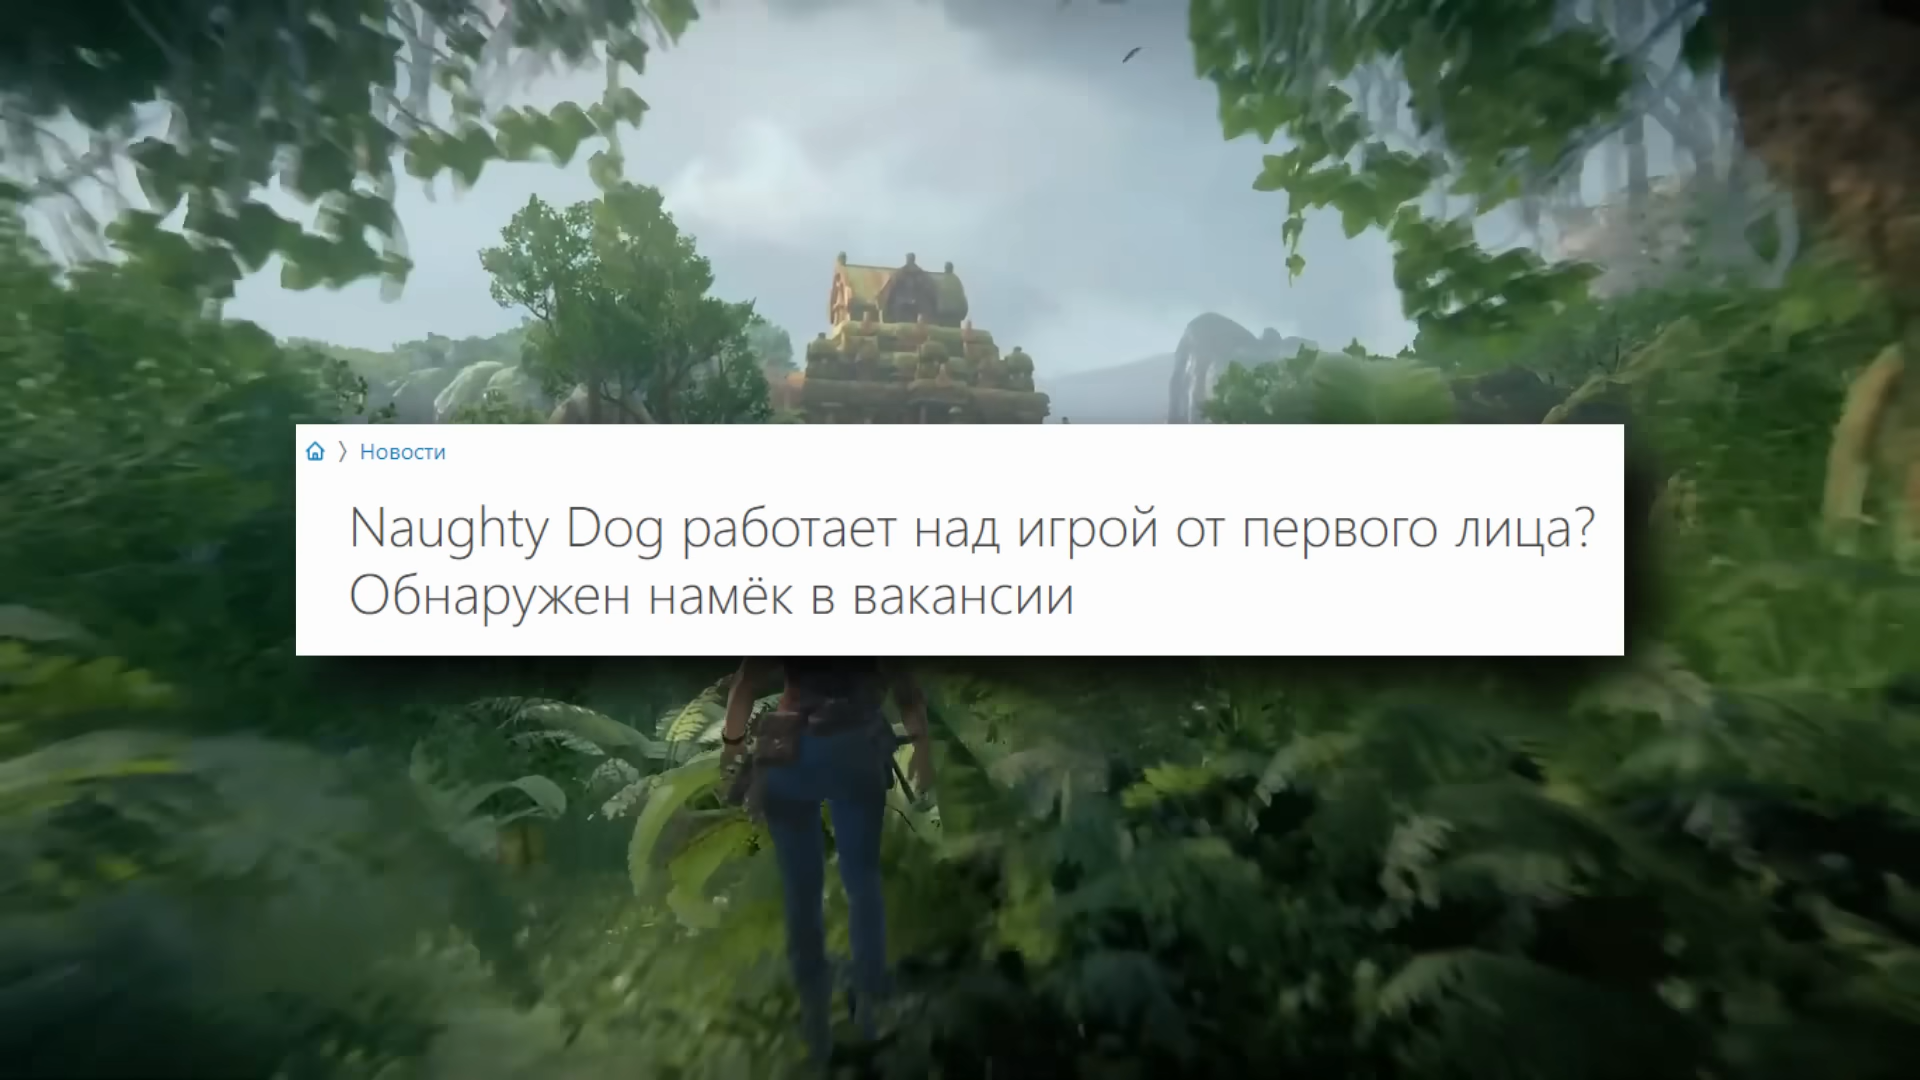 Новости
Naughty Dog работает над игрой от первого лица?
Обнаружен намёк в вакансии